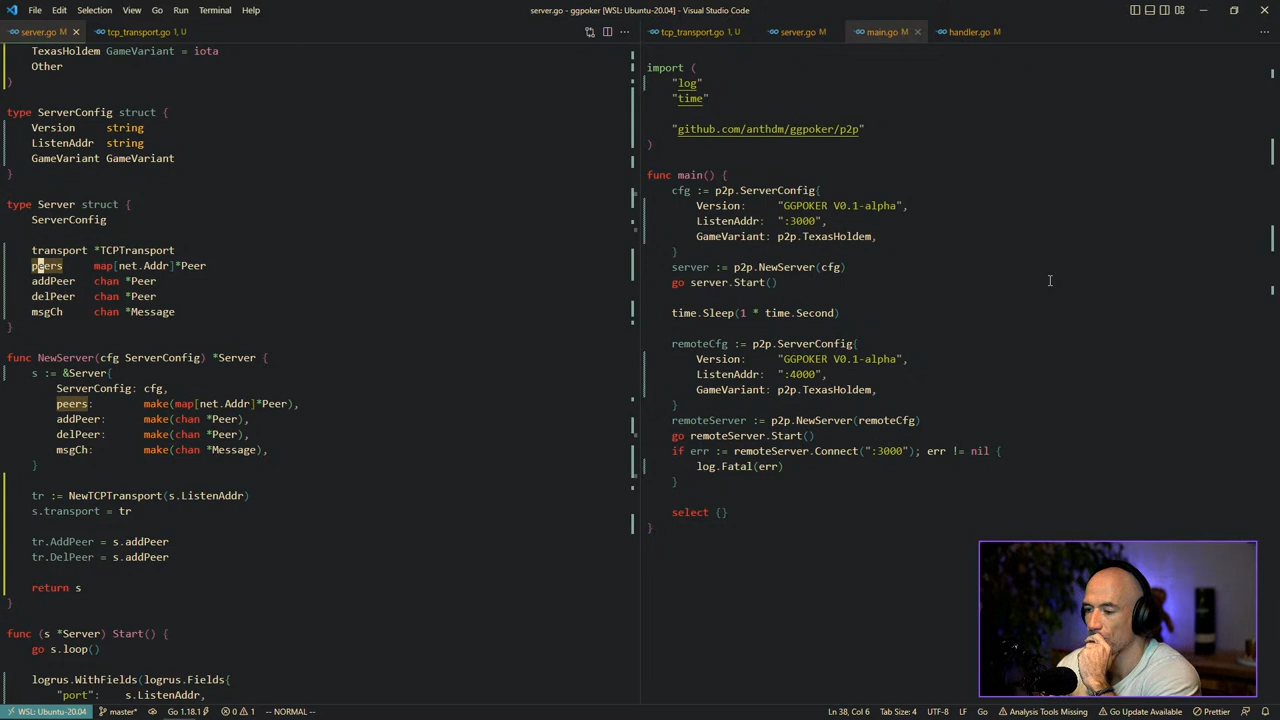 File Edit Selection View Go Run Terminal Help
server.go - ggpoker [WSL: Ubuntu-20.04] - Visual Studio Code
server.go M
tcp_transport.go 1, U
TexasHoldem GameVariant = iota
Other
)
type ServerConfig struct {
Version string
ListenAddr string
GameVariant GameVariant
}
type Server struct {
ServerConfig
transport *TCPTransport
peers map[net.Addr]*Peer
addPeer chan *Peer
delPeer chan *Peer
msgCh chan *Message
}
func NewServer(cfg ServerConfig) *Server {
s := &Server{
ServerConfig: cfg,
peers: make(map[net.Addr]*Peer),
addPeer: make(chan *Peer),
delPeer: make(chan *Peer),
msgCh: make(chan *Message),
}
tr := NewTCPTransport(s.ListenAddr)
s.transport = tr
tr.AddPeer = s.addPeer
tr.DelPeer = s.addPeer
return s
}
func (s *Server) Start() {
go s.loop()
logrus.WithFields(logrus.Fields{
"port": s.ListenAddr,
tcp_transport.go 1, U
server.go M
main.go M
handler.go M
import (
"log"
"time"
"github.com/anthdm/ggpoker/p2p"
)
func main() {
cfg := p2p.ServerConfig{
Version: "GGPOKER V0.1-alpha",
ListenAddr: ":3000",
GameVariant: p2p.TexasHoldem,
}
server := p2p.NewServer(cfg)
go server.Start()
time.Sleep(1 * time.Second)
remoteCfg := p2p.ServerConfig{
Version: "GGPOKER V0.1-alpha",
ListenAddr: ":4000",
GameVariant: p2p.TexasHoldem,
}
remoteServer := p2p.NewServer(remoteCfg)
go remoteServer.Start()
if err := remoteServer.Connect(":3000"); err != nil {
log.Fatal(err)
}
select {}
}
WSL: Ubuntu-20.04 master* Go 1.18.1 0 1 -- NORMAL -- Ln 38, Col 6 Tab Size: 4 UTF-8 LF Go Analysis Tools Missing Go Update Available Prettier